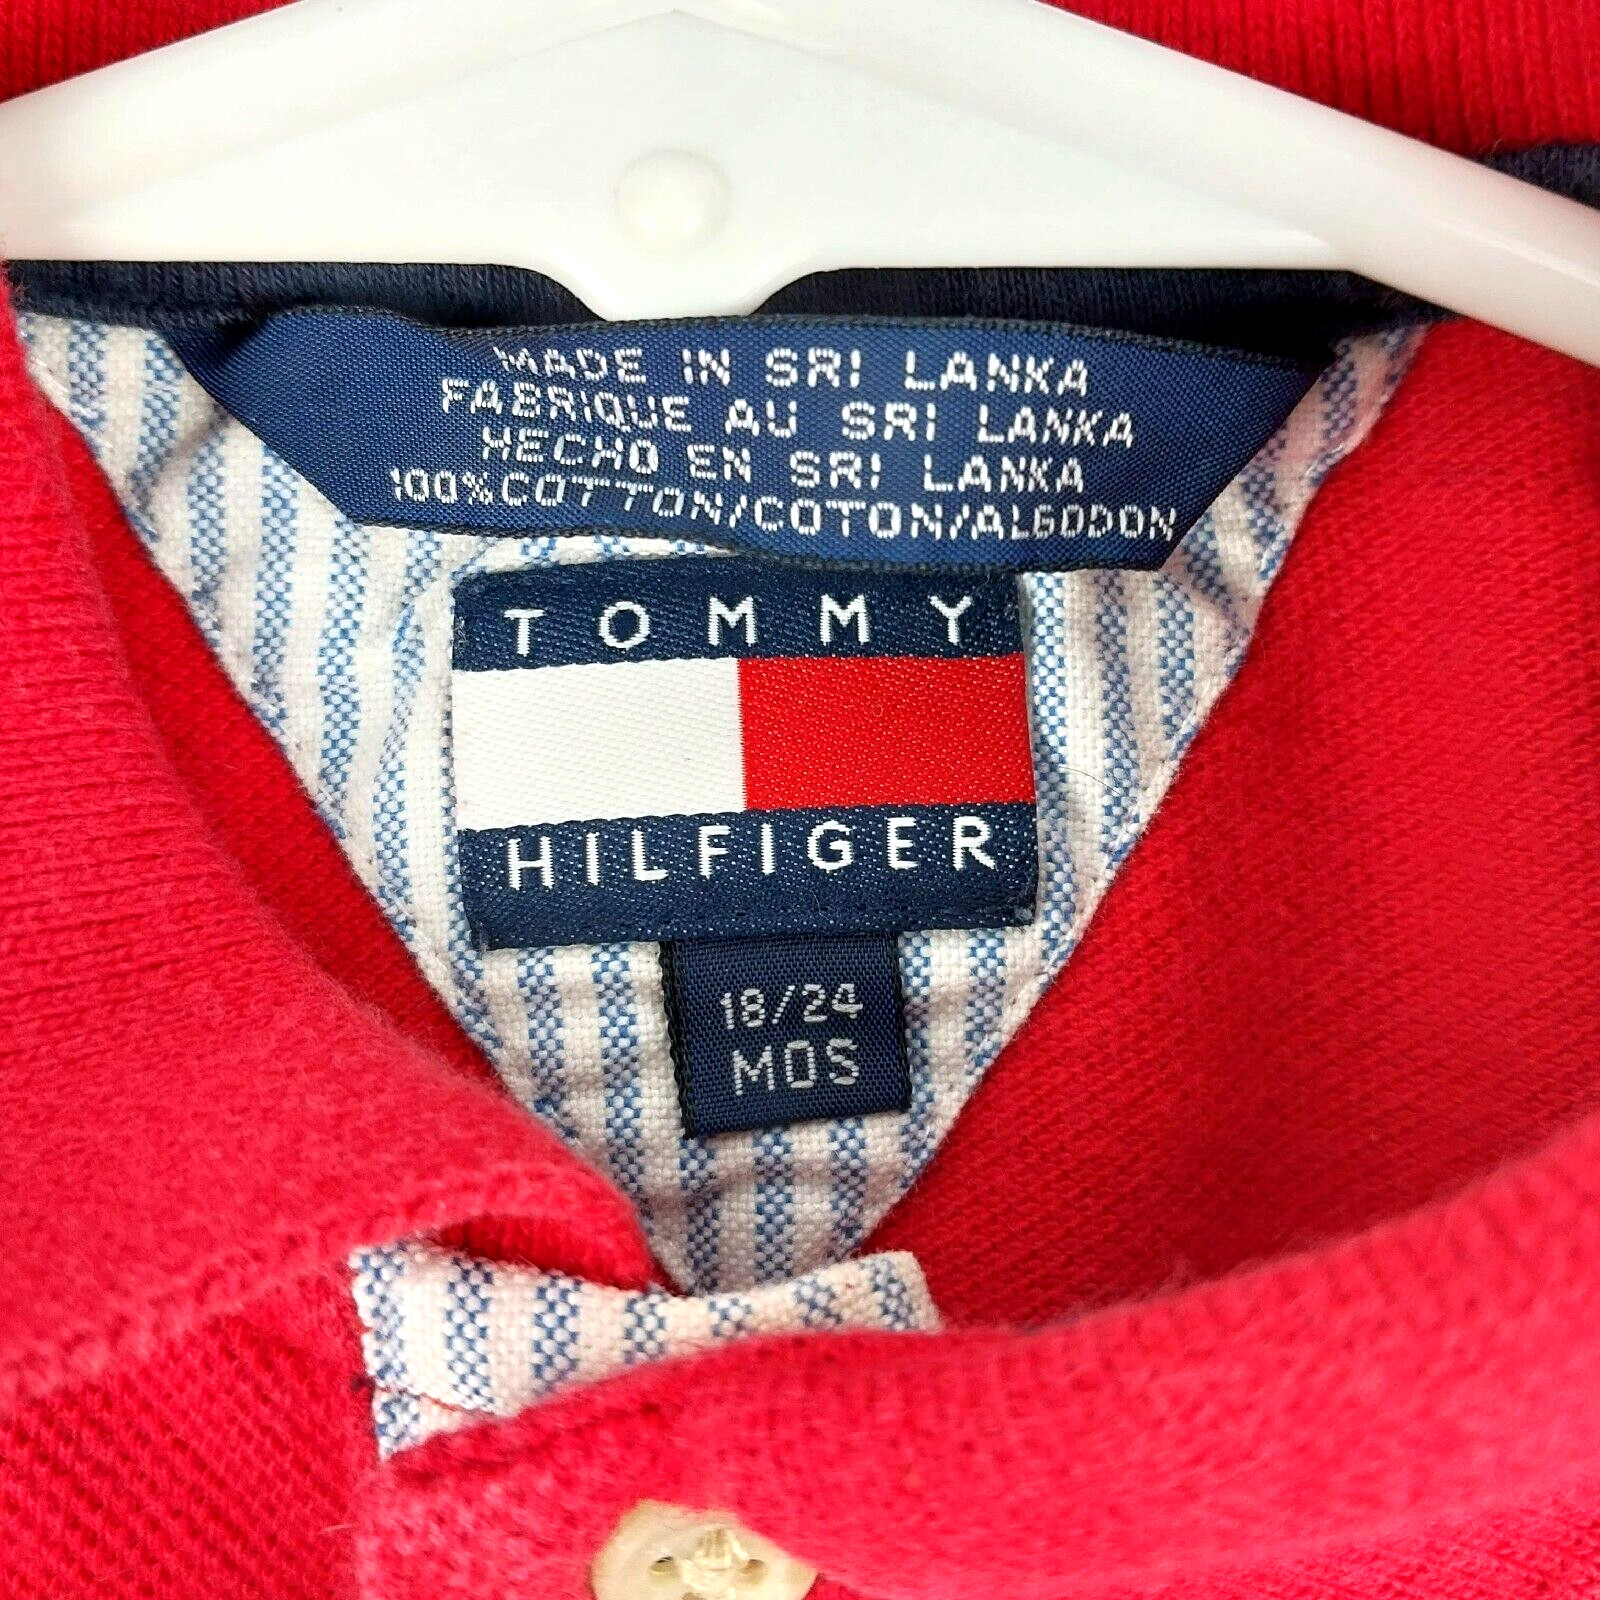 MADE IN SRI LANKA
FABRIQUE AU SRI LANKA
HECHO EN SRI LANKA
100% COTTON/COTON/ALGODON
TOMMY
HILFIGER
18/24
MOS